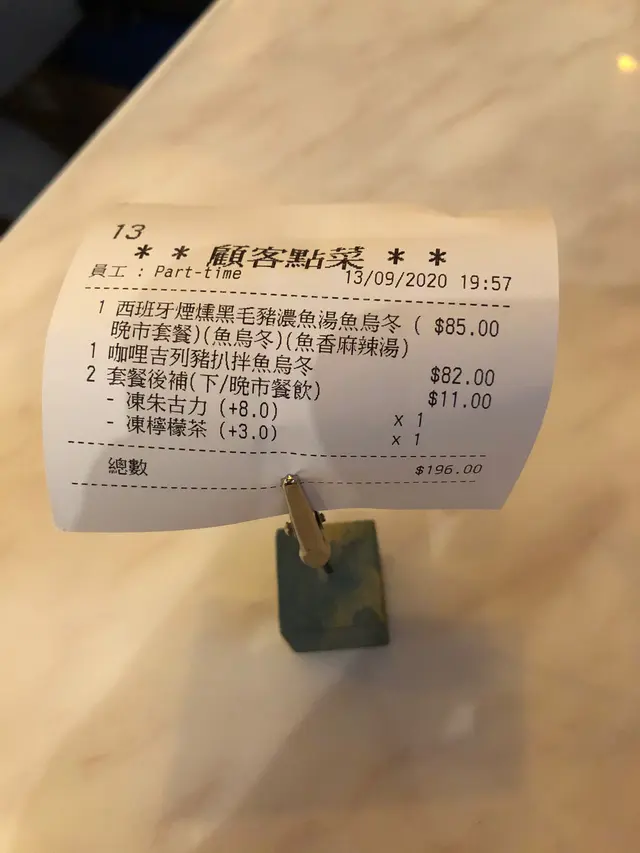 13
* * 顧客點菜 * *
員工 : Part-time 13/09/2020 19:57
1 西班牙煙燻黑毛豬濃魚湯魚烏冬 ( $85.00
晚市套餐)(魚烏冬)(魚香麻辣湯)
1 咖哩吉列豬扒拌魚烏冬 $82.00
2 套餐後補(下/晚市餐飲) $11.00
- 凍朱古力 (+8.0) x 1
- 凍檸檬茶 (+3.0) x 1
總數 $196.00